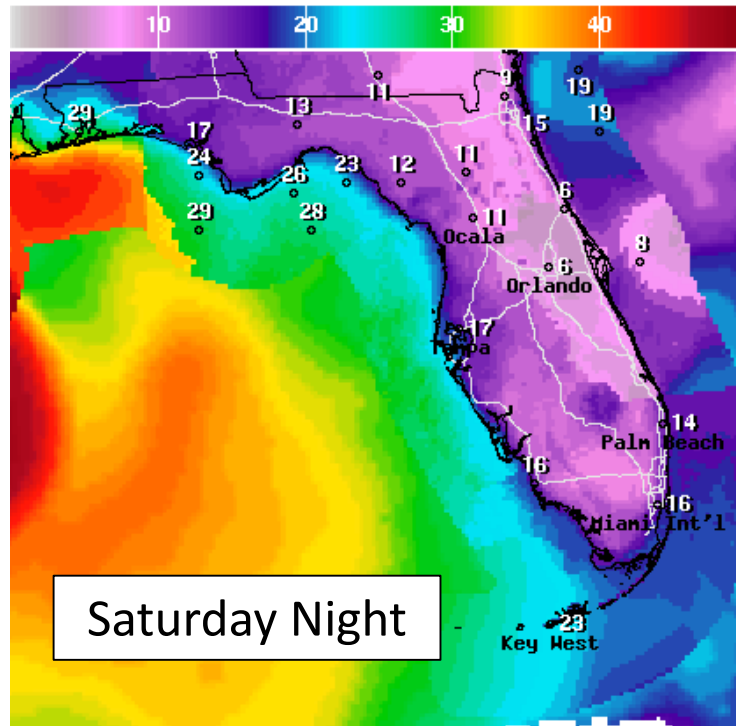 10 20 30 40
9 19
11
29 13 15 19
17
24 23 12 11
26 6
29 28 11
Ocala
6 8
Orlando
17
Tampa
14
Palm Beach
16
16
Miami Int'l
Saturday Night
23
Key West